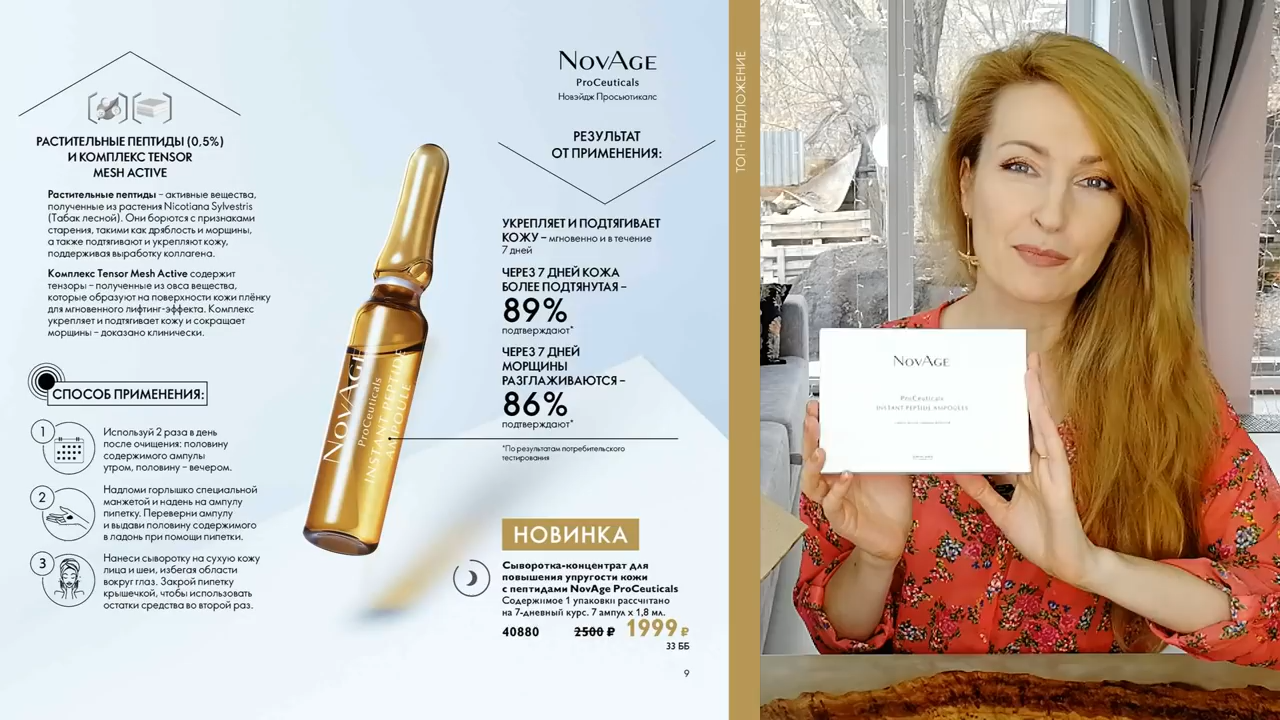 РАСТИТЕЛЬНЫЕ ПЕПТИДЫ (0,5%)
И КОМПЛЕКС TENSOR
MESH ACTIVE
Растительные пептиды – активные вещества,
полученные из растения Nicotiana Sylvestris
(Табак лесной). Они борются с признаками
старения, такими как дряблость и морщины,
а также подтягивают и укрепляют кожу,
поддерживая выработку коллагена.
Комплекс Tensor Mesh Active содержит
тензоры – полученные из овса вещества,
которые образуют на поверхности кожи плёнку
для мгновенного лифтинг-эффекта. Комплекс
укрепляет и подтягивает кожу и сокращает
морщины – доказано клинически.
СПОСОБ ПРИМЕНЕНИЯ:
1
Используй 2 раза в день
после очищения: половину
содержимого ампулы
утром, половину – вечером.
2
Надломи горлышко специальной
манжетой и надень на ампулу
пипетку. Переверни ампулу
и выдави половину содержимого
в ладонь при помощи пипетки.
3
Нанеси сыворотку на сухую кожу
лица и шеи, избегая области
вокруг глаз. Закрой пипетку
крышечкой, чтобы использовать
остатки средства во второй раз.
NOVAGE
ProCeuticals
INSTANT PEPTIDE
AMPOULE
NOVAGE
ProCeuticals
Новэйдж Просьютикалс
РЕЗУЛЬТАТ
ОТ ПРИМЕНЕНИЯ:
УКРЕПЛЯЕТ И ПОДТЯГИВАЕТ
КОЖУ – мгновенно и в течение
7 дней
ЧЕРЕЗ 7 ДНЕЙ КОЖА
БОЛЕЕ ПОДТЯНУТАЯ –
89%
подтверждают*
ЧЕРЕЗ 7 ДНЕЙ
МОРЩИНЫ
РАЗГЛАЖИВАЮТСЯ –
86%
подтверждают*
*По результатам потребительского
тестирования
НОВИНКА
Сыворотка-концентрат для
повышения упругости кожи
с пептидами NovAge ProCeuticals
Содержимое 1 упаковки рассчитано
на 7-дневный курс. 7 ампул x 1,8 мл.
40880 2500 ₽ 1999 ₽
33 ББ
9
ТОП-ПРЕДЛОЖЕНИЕ
NOVAGE
ProCeuticals
INSTANT PEPTIDE AMPOULES